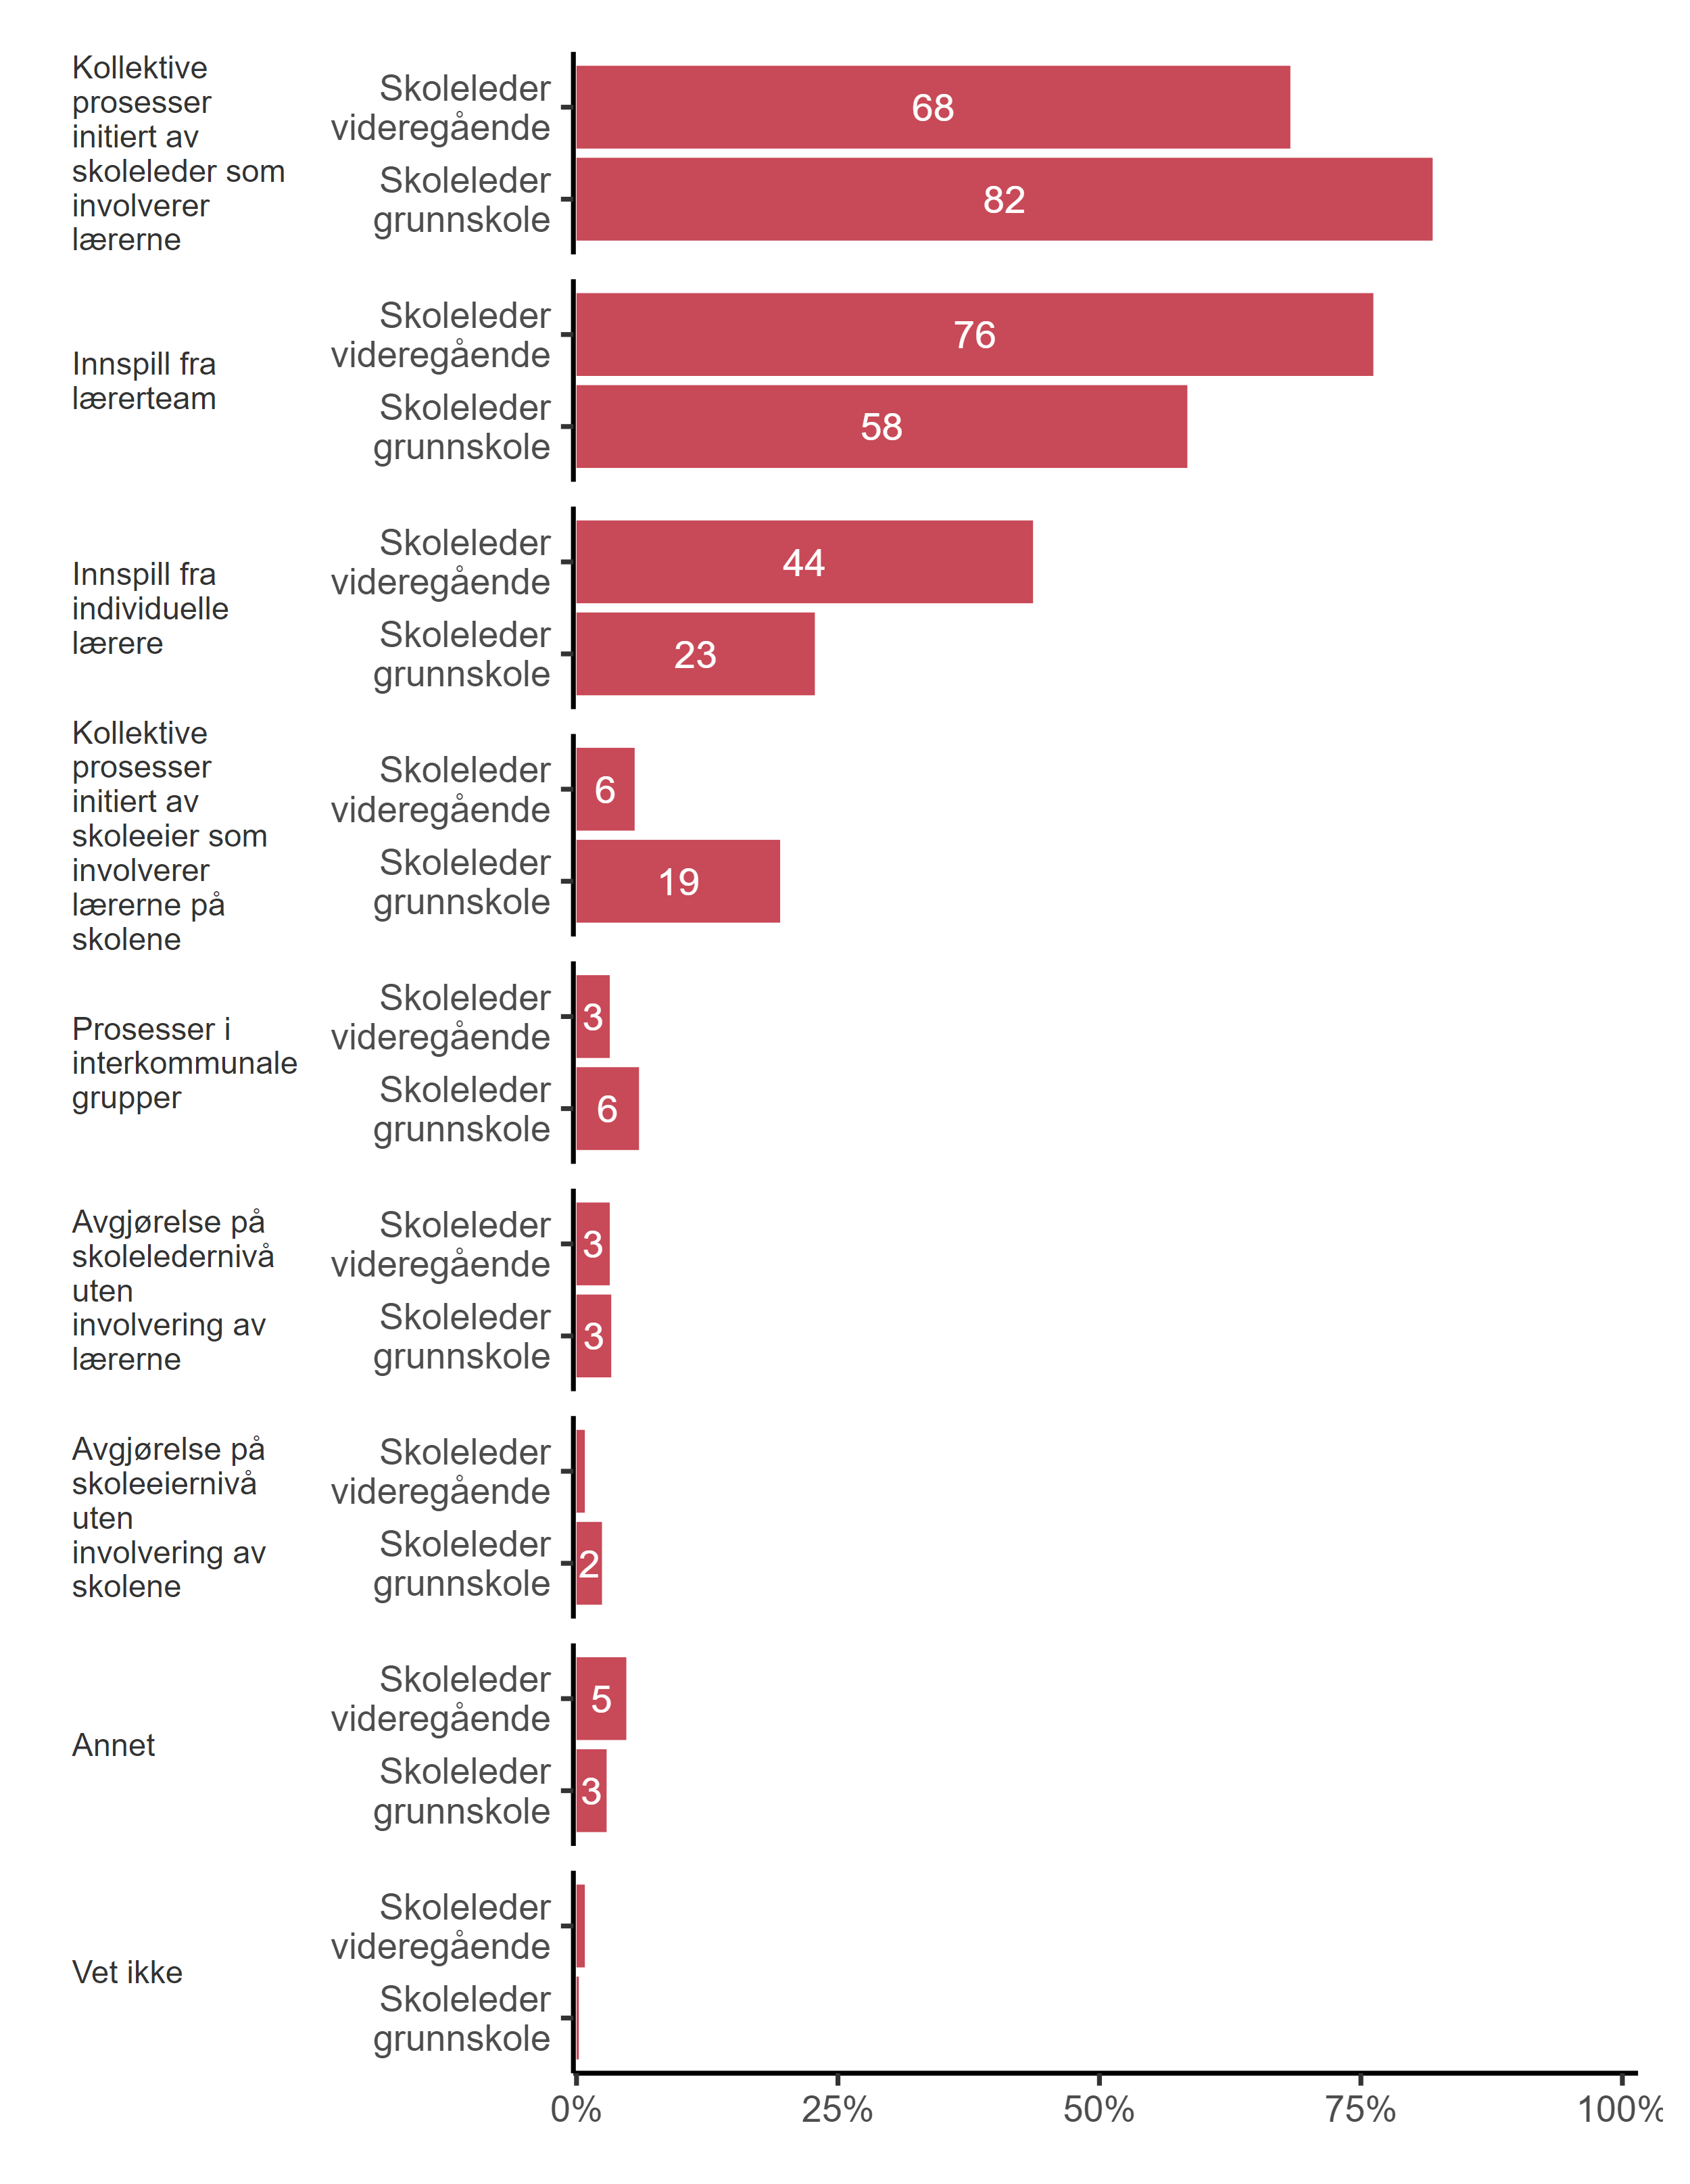 Kollektive
prosesser
initiert av
skoleleder som
involverer
lærerne
Skoleleder
videregående
68
Skoleleder
grunnskole
82
Innspill fra
lærerteam
Skoleleder
videregående
76
Skoleleder
grunnskole
58
Innspill fra
individuelle
lærere
Skoleleder
videregående
44
Skoleleder
grunnskole
23
Kollektive
prosesser
initiert av
skoleeier som
involverer
lærerne på
skolene
Skoleleder
videregående
6
Skoleleder
grunnskole
19
Prosesser i
interkommunale
grupper
Skoleleder
videregående
3
Skoleleder
grunnskole
6
Avgjørelse på
skoleledernivå
uten
involvering av
lærerne
Skoleleder
videregående
3
Skoleleder
grunnskole
3
Avgjørelse på
skoleeiernivå
uten
involvering av
skolene
Skoleleder
videregående
Skoleleder
grunnskole
2
Annet
Skoleleder
videregående
5
Skoleleder
grunnskole
3
Vet ikke
Skoleleder
videregående
Skoleleder
grunnskole
0% 25% 50% 75% 100%